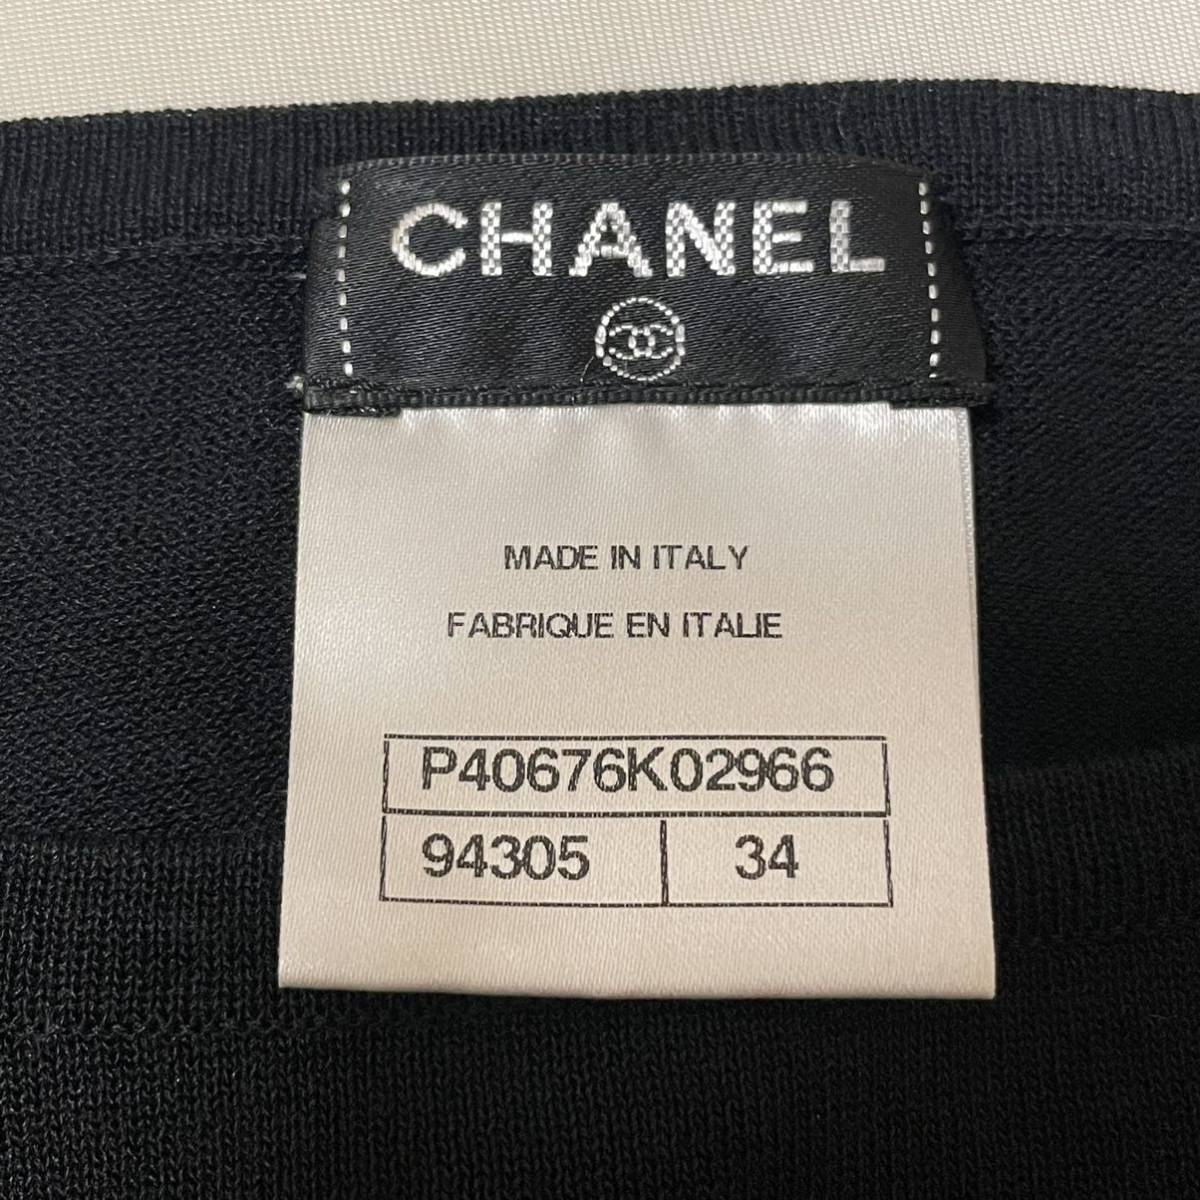 CHANEL
MADE IN ITALY
FABRIQUE EN ITALIE
P40676K02966
94305 34